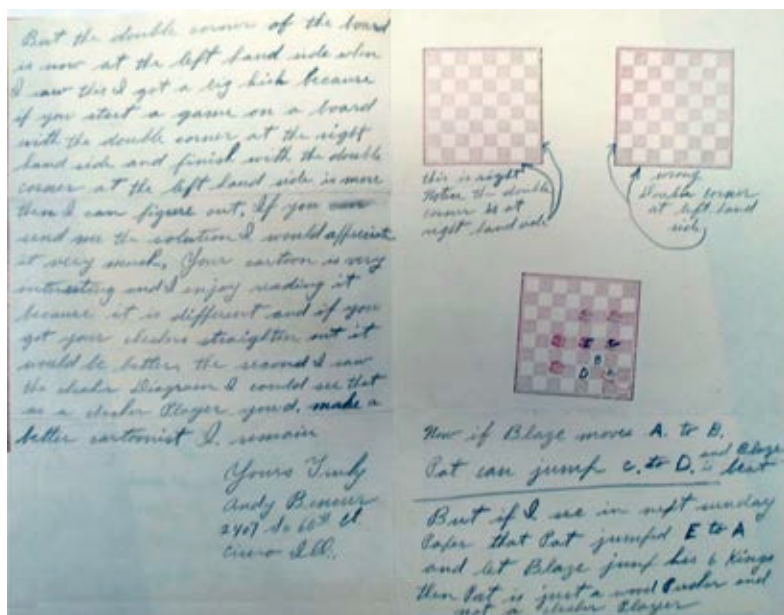 But the double corner of the board
is now at the left hand side when
I saw this I got a big kick because
if you start a game on a board
with the double corner at the right
hand side and finish with the double
corner at the left hand side is more
then I can figure out. If you
send me the solution I would appreciate
it very much. Your cartoon is very
interesting and I enjoy reading it
because it is different and if you
get your checkers straighten out it
would be better, the second I saw
the checker Diagram I could see that
as a checker Player you'd. make a
better cartoonist I. remain
Yours Truly
Andy
2407 So 60th Ct.
Cicero Ill.
this is right
Notice the double
corner is at
right hand side
wrong
Double corner
at left hand
side
B
D
Now if Blaze moves A. to B.
Pat can jump C. to D. and Blaze
is beat
But if I see in next sunday
Paper that Pat jumped E to A
and let Blaze jump his 6 Kings
then Pat is just a wood Pusher and
not a checker Player